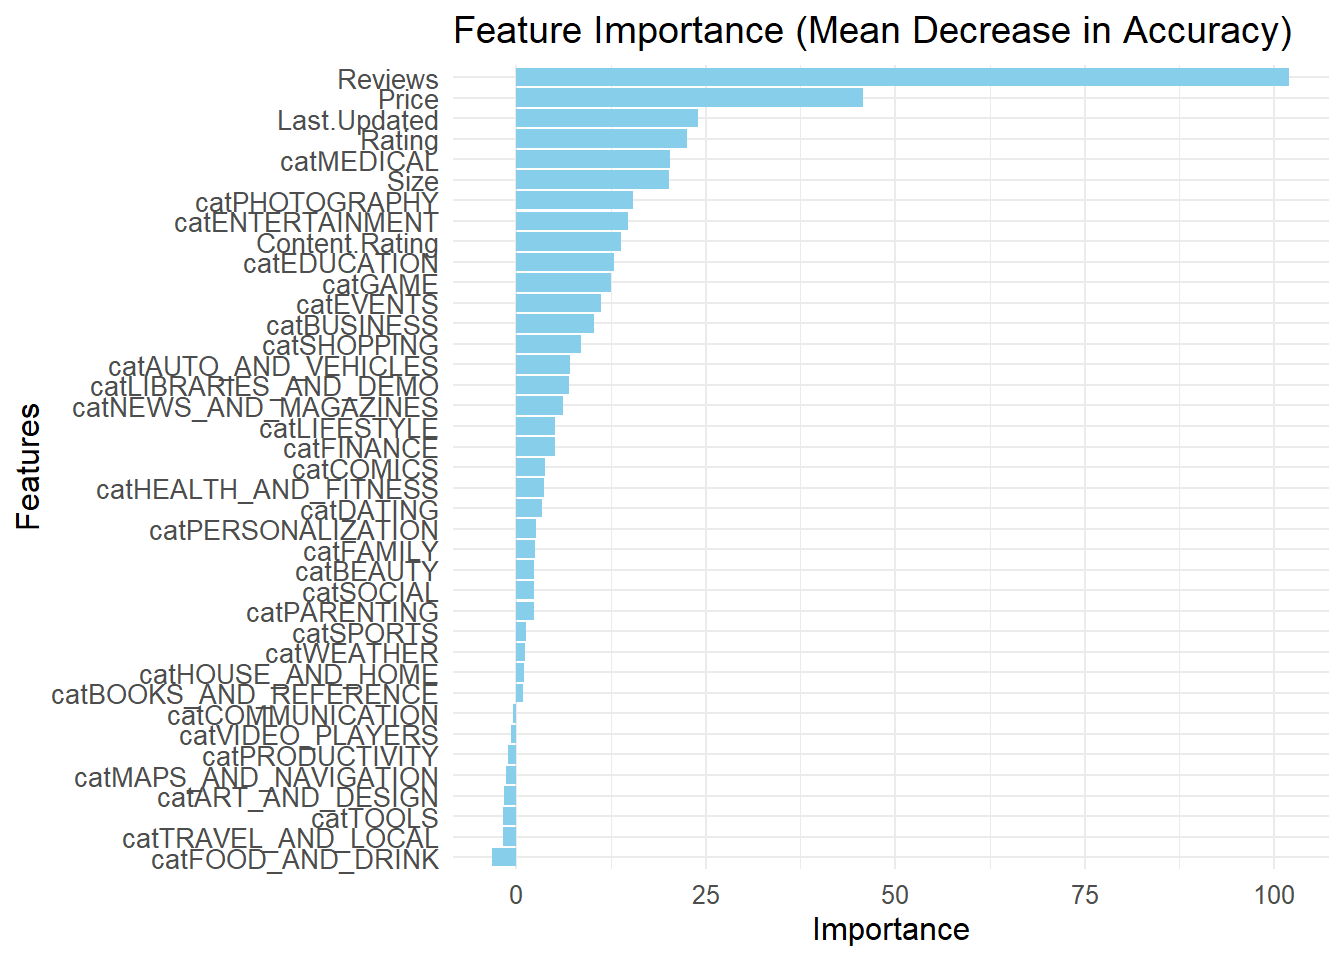 Feature Importance (Mean Decrease in Accuracy)
Reviews
Price
Last.Updated
Rating
catMEDICAL
Size
catPHOTOGRAPHY
catENTERTAINMENT
Content.Rating
catEDUCATION
catGAME
catEVENTS
catBUSINESS
catSHOPPING
catAUTO_AND_VEHICLES
catLIBRARIES_AND_DEMO
catNEWS_AND_MAGAZINES
catLIFESTYLE
catFINANCE
catCOMICS
catHEALTH_AND_FITNESS
catDATING
catPERSONALIZATION
catFAMILY
catBEAUTY
catSOCIAL
catPARENTING
catSPORTS
catWEATHER
catHOUSE_AND_HOME
catBOOKS_AND_REFERENCE
catCOMMUNICATION
catVIDEO_PLAYERS
catPRODUCTIVITY
catMAPS_AND_NAVIGATION
catART_AND_DESIGN
catTOOLS
catTRAVEL_AND_LOCAL
catFOOD_AND_DRINK
Features
0 25 50 75 100
Importance